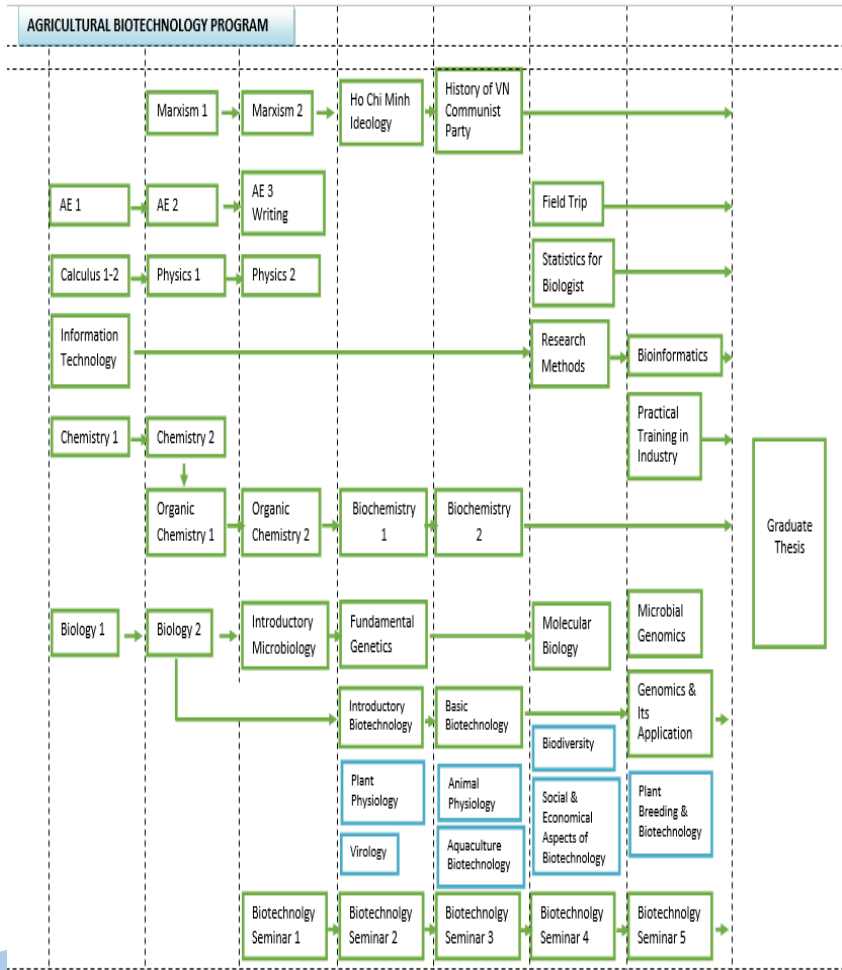 AGRICULTURAL BIOTECHNOLOGY PROGRAM
Marxism 1
Marxism 2
Ho Chi Minh
Ideology
History of VN
Communist
Party
AE 1
AE 2
AE 3
Writing
Field Trip
Calculus 1-2
Physics 1
Physics 2
Statistics for
Biologist
Information
Technology
Research
Methods
Bioinformatics
Practical
Training in
Industry
Chemistry 1
Chemistry 2
Organic
Chemistry 1
Organic
Chemistry 2
Biochemistry
1
Biochemistry
2
Graduate
Thesis
Biology 1
Biology 2
Introductory
Microbiology
Fundamental
Genetics
Molecular
Biology
Microbial
Genomics
Introductory
Biotechnology
Basic
Biotechnology
Genomics &
Its
Application
Biodiversity
Plant
Physiology
Animal
Physiology
Social &
Economical
Aspects of
Biotechnology
Plant
Breeding &
Biotechnology
Virology
Aquaculture
Biotechnology
Biotechnolgy
Seminar 1
Biotechnolgy
Seminar 2
Biotechnolgy
Seminar 3
Biotechnolgy
Seminar 4
Biotechnolgy
Seminar 5